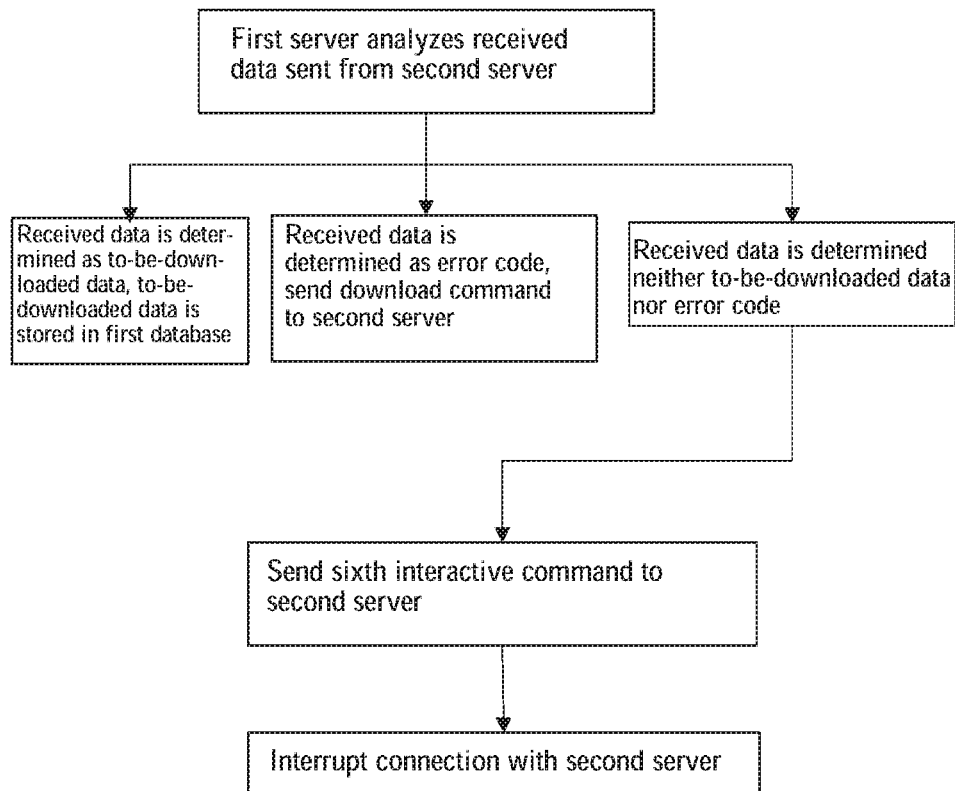 First server analyzes received
data sent from second server
Received data is deter-
mined as to-be-down-
loaded data, to-be-
downloaded data is
stored in first database
Received data is
determined as error code,
send download command
to second server
Received data is determined
neither to-be-downloaded data
nor error code
Send sixth interactive command to
second server
Interrupt connection with second server